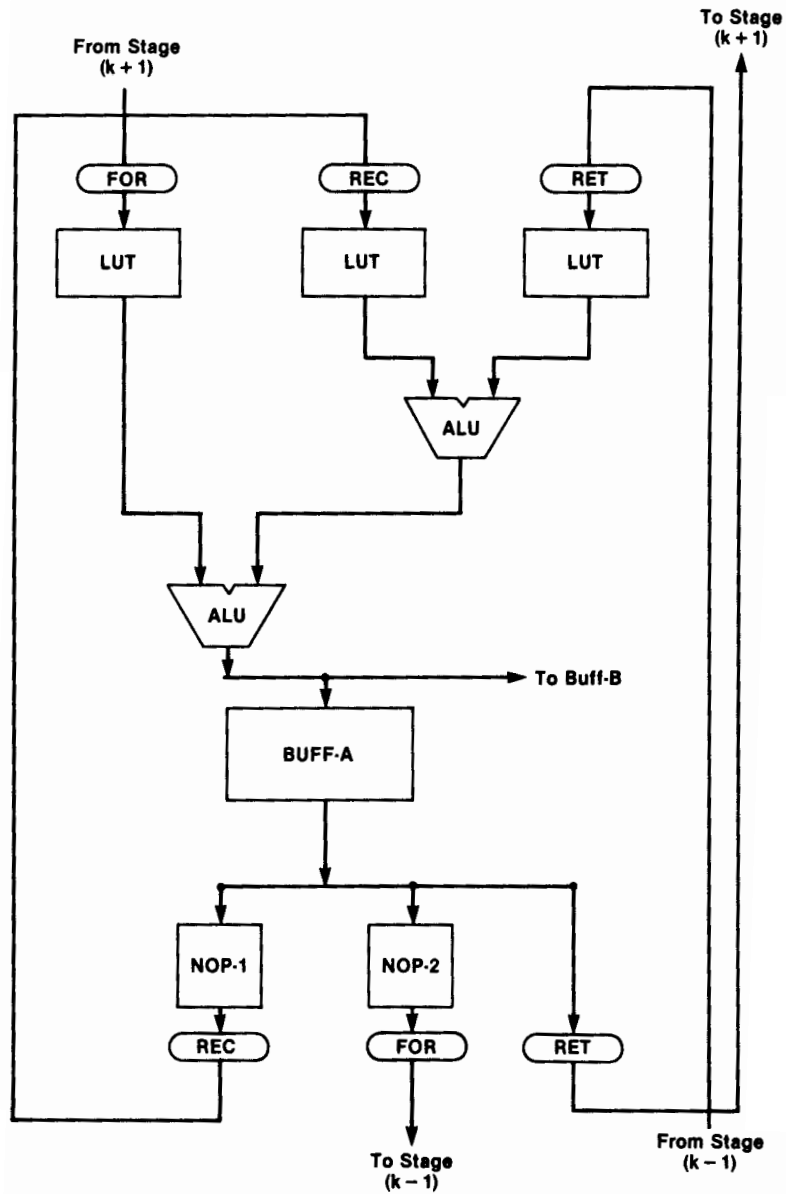 To Stage
(k + 1)
From Stage
(k + 1)
FOR
REC
RET
LUT
LUT
LUT
ALU
ALU
To Buff-B
BUFF-A
NOP-1
NOP-2
REC
FOR
RET
To Stage
(k – 1)
From Stage
(k – 1)